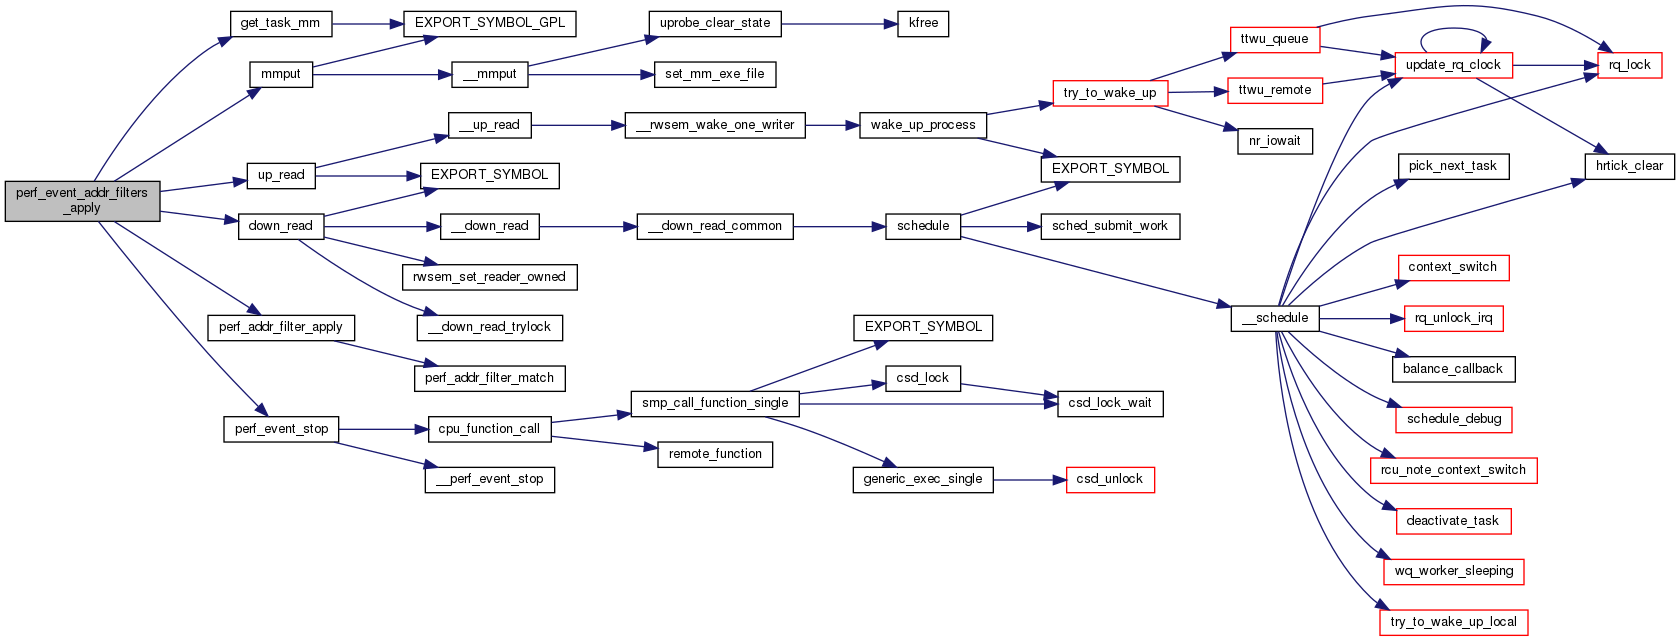 perf_event_addr_filters
_apply
get_task_mm
mmput
up_read
down_read
perf_addr_filter_apply
perf_event_stop
EXPORT_SYMBOL_GPL
__mmput
__up_read
EXPORT_SYMBOL
__down_read
rwsem_set_reader_owned
__down_read_trylock
perf_addr_filter_match
cpu_function_call
__perf_event_stop
uprobe_clear_state
set_mm_exe_file
__rwsem_wake_one_writer
__down_read_common
smp_call_function_single
remote_function
kfree
wake_up_process
schedule
EXPORT_SYMBOL
csd_lock
generic_exec_single
try_to_wake_up
EXPORT_SYMBOL
sched_submit_work
csd_lock_wait
csd_unlock
ttwu_queue
ttwu_remote
nr_iowait
__schedule
update_rq_clock
pick_next_task
context_switch
rq_unlock_irq
balance_callback
schedule_debug
rcu_note_context_switch
deactivate_task
wq_worker_sleeping
try_to_wake_up_local
rq_lock
hrtick_clear